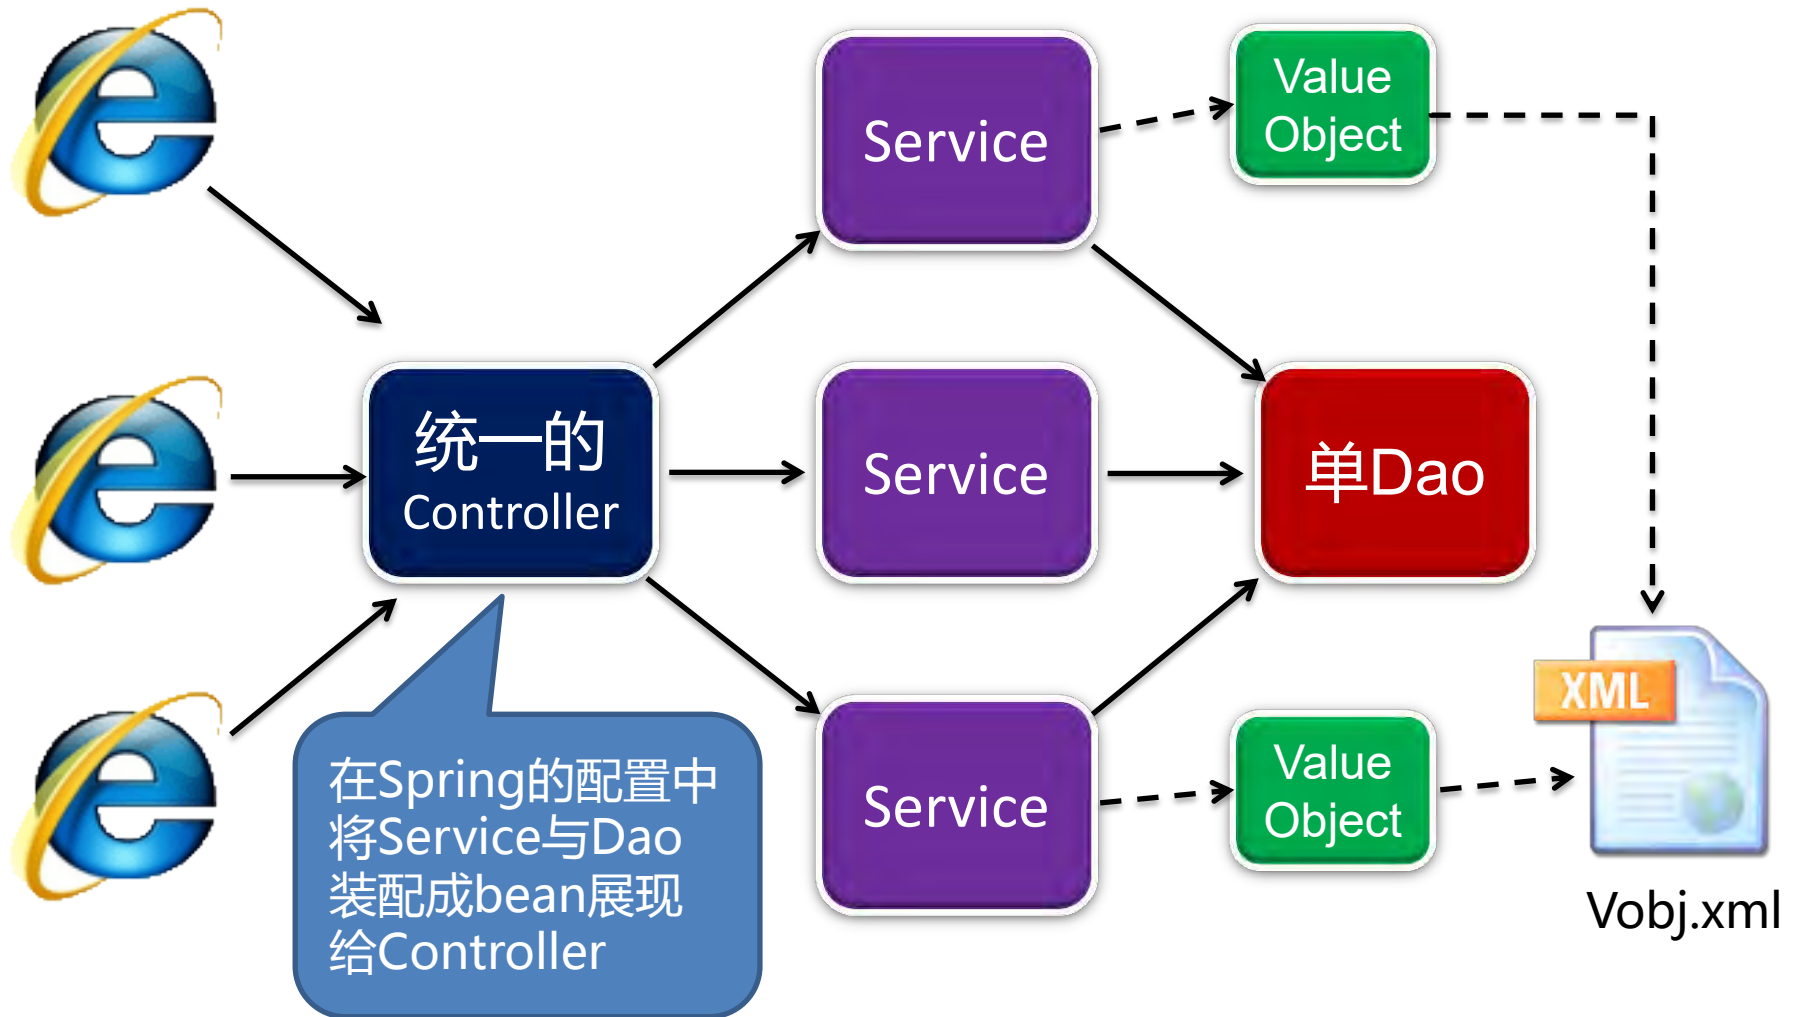 Service
Value
Object
统一的
Controller
Service
单Dao
XML
在Spring的配置中
将Service与Dao
装配成bean展现
给Controller
Service
Value
Object
Vobj.xml